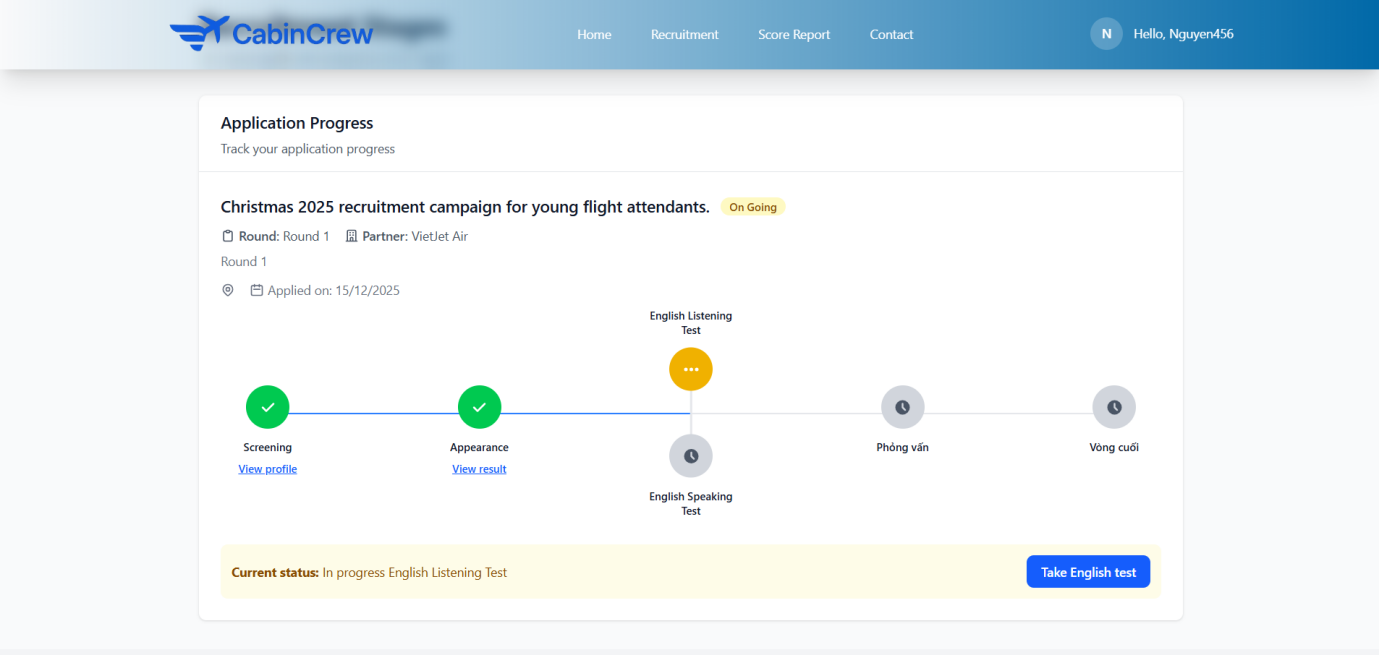 CabinCrew
Home
Recruitment
Score Report
Contact
N
Hello, Nguyen456
Application Progress
Track your application progress
Christmas 2025 recruitment campaign for young flight attendants.
On Going
Round: Round 1
Partner: VietJet Air
Round 1
Applied on: 15/12/2025
English Listening
Test
Screening
View profile
Appearance
View result
English Speaking
Test
Phỏng vấn
Vòng cuối
Current status: In progress English Listening Test
Take English test